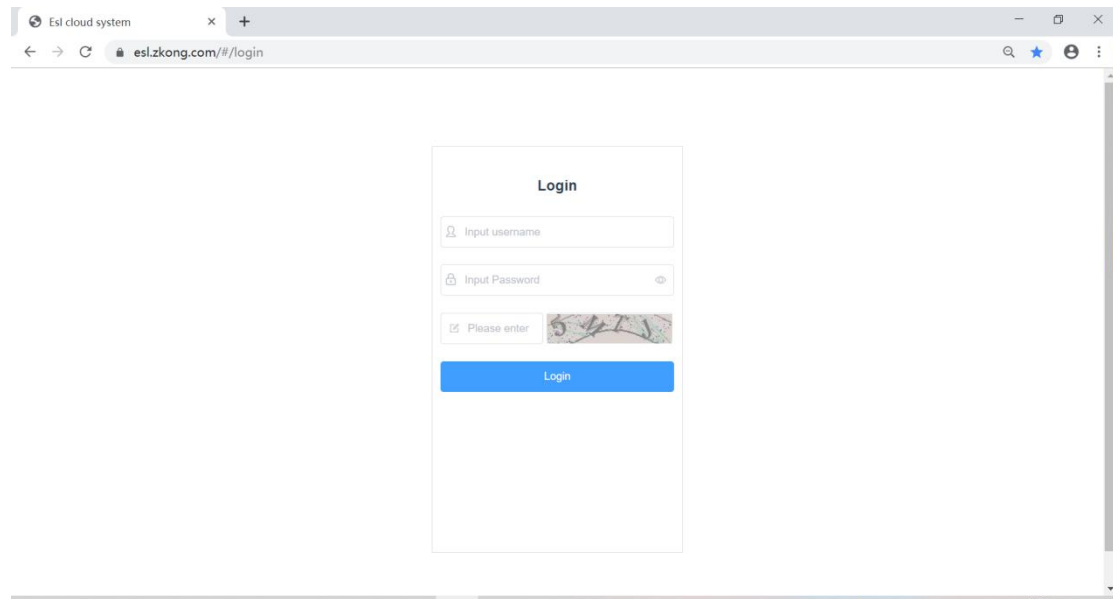 Esl cloud system
esl.zkong.com/#/login
Login
Input username
Input Password
Please enter
Login